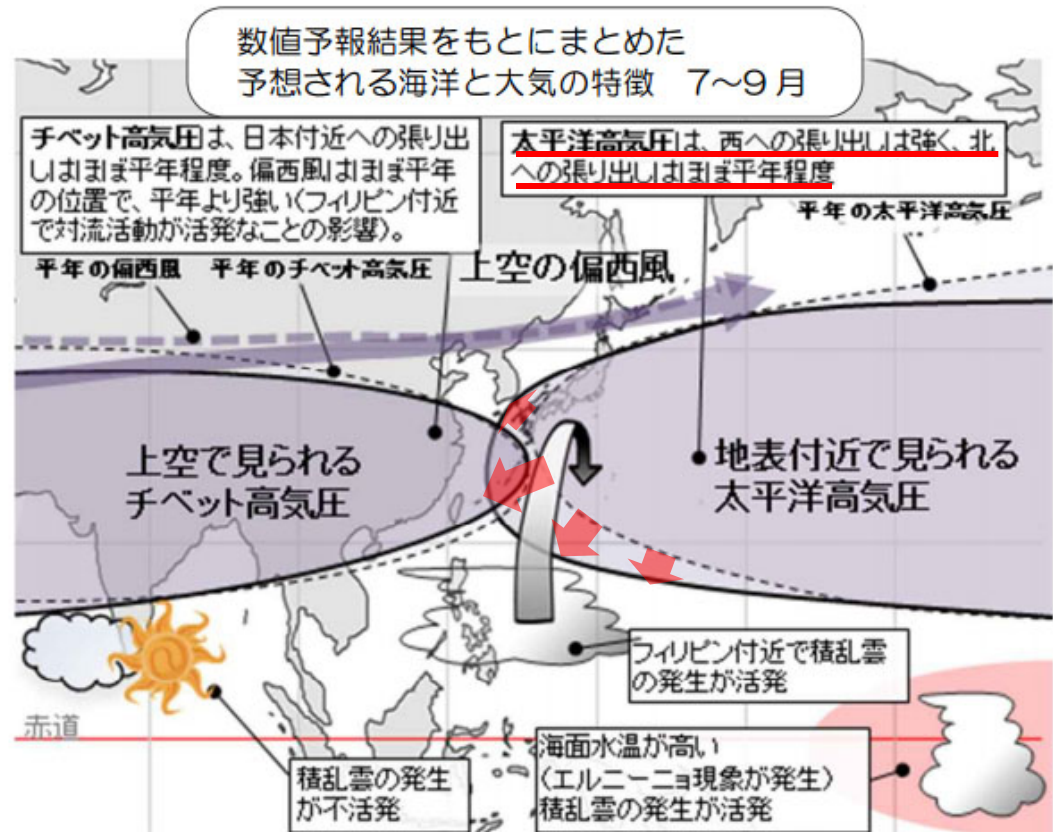 数値予報結果をもとにまとめた
予想される海洋と大気の特徴 7〜9月
チベット高気圧は、日本付近への張り出
しはほぼ平年程度。偏西風はほぼ平年
の位置で、平年より強い(フィリピン付近
で対流活動が活発なことの影響)。
太平洋高気圧は、西への張り出しは強く、北
への張り出しはほぼ平年程度
平年の太平洋高気圧
平年の偏西風
平年のチベット高気圧
上空の偏西風
上空で見られる
チベット高気圧
地表付近で見られる
太平洋高気圧
フィリピン付近で積乱雲
の発生が活発
赤道
積乱雲の発生
が不活発
海面水温が高い
(エルニーニョ現象が発生)
積乱雲の発生が活発